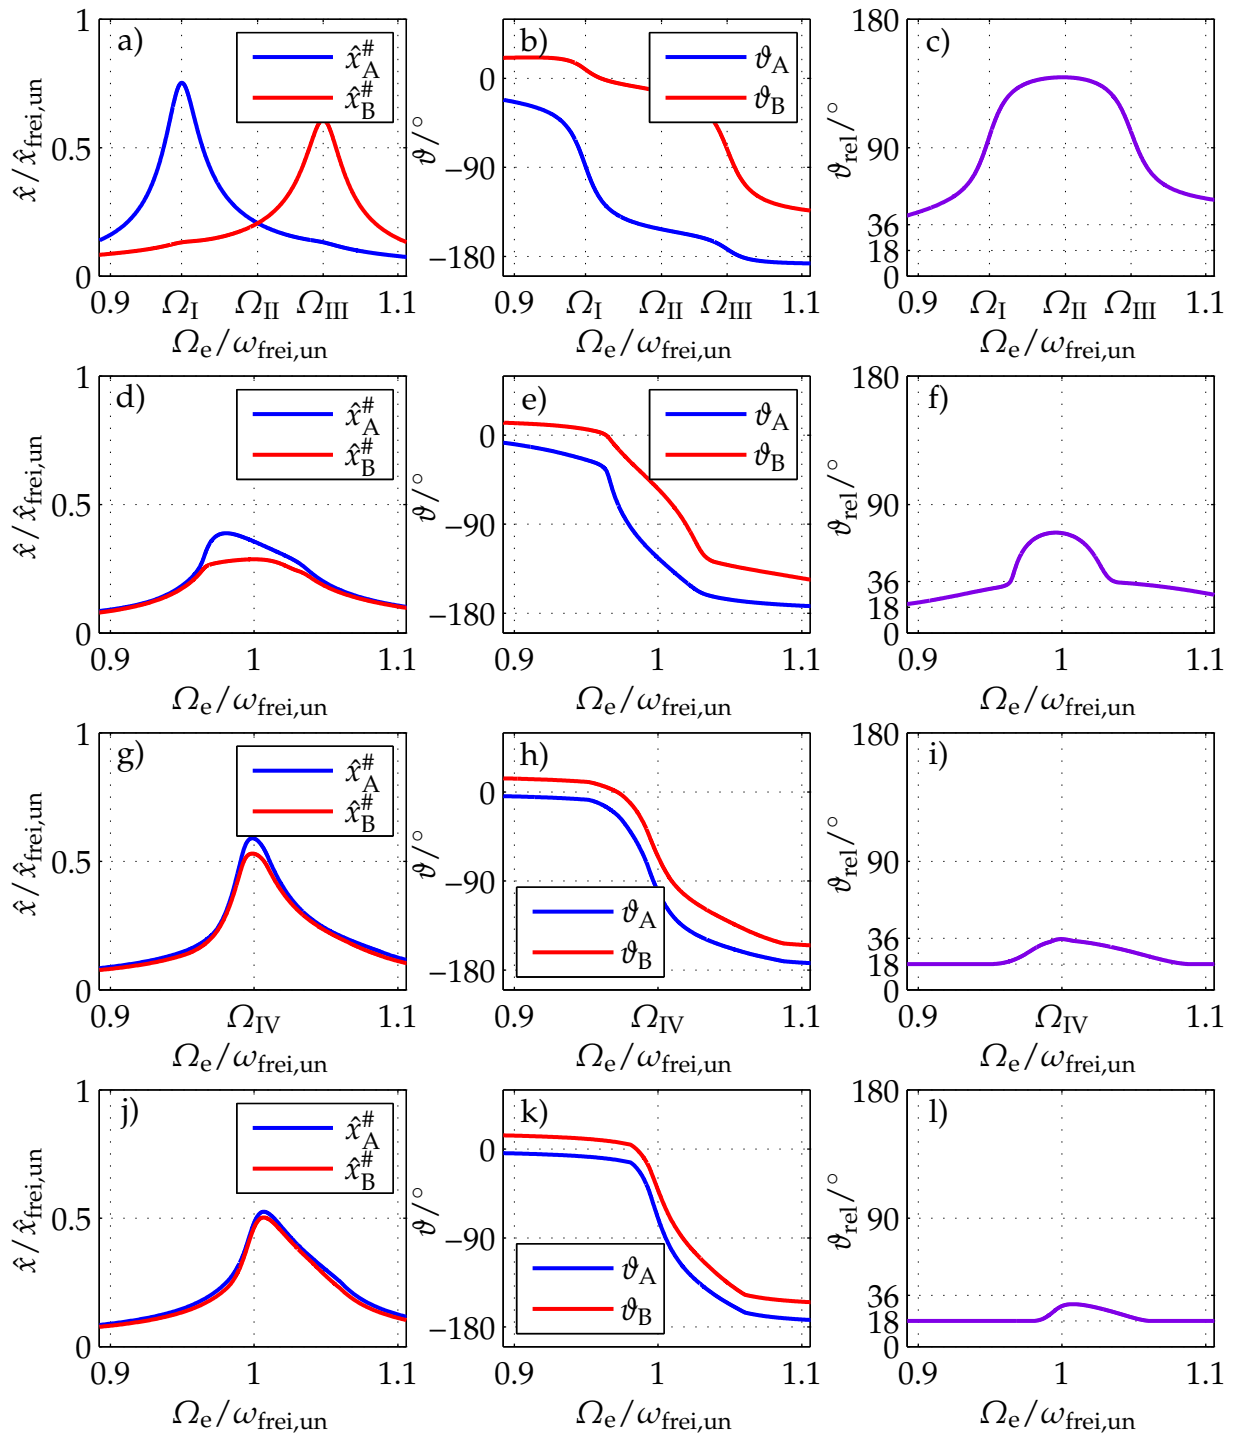 a)
x̂/x̂frei,un
1
0.5
0
x̂A#
x̂B#
0.9 ΩI ΩII ΩIII 1.1
Ωe/ωfrei,un
b)
ϑ/°
0
−90
−180
ϑA
ϑB
0.9 ΩI ΩII ΩIII 1.1
Ωe/ωfrei,un
c)
ϑrel/°
180
90
36
18
0
0.9 ΩI ΩII ΩIII 1.1
Ωe/ωfrei,un
d)
x̂/x̂frei,un
1
0.5
0
x̂A#
x̂B#
0.9 1 1.1
Ωe/ωfrei,un
e)
ϑ/°
0
−90
−180
ϑA
ϑB
0.9 1 1.1
Ωe/ωfrei,un
f)
ϑrel/°
180
90
36
18
0
0.9 1 1.1
Ωe/ωfrei,un
g)
x̂/x̂frei,un
1
0.5
0
x̂A#
x̂B#
0.9 ΩIV 1.1
Ωe/ωfrei,un
h)
ϑ/°
0
−90
−180
ϑA
ϑB
0.9 ΩIV 1.1
Ωe/ωfrei,un
i)
ϑrel/°
180
90
36
18
0
0.9 ΩIV 1.1
Ωe/ωfrei,un
j)
x̂/x̂frei,un
1
0.5
0
x̂A#
x̂B#
0.9 1 1.1
Ωe/ωfrei,un
k)
ϑ/°
0
−90
−180
ϑA
ϑB
0.9 1 1.1
Ωe/ωfrei,un
l)
ϑrel/°
180
90
36
18
0
0.9 1 1.1
Ωe/ωfrei,un